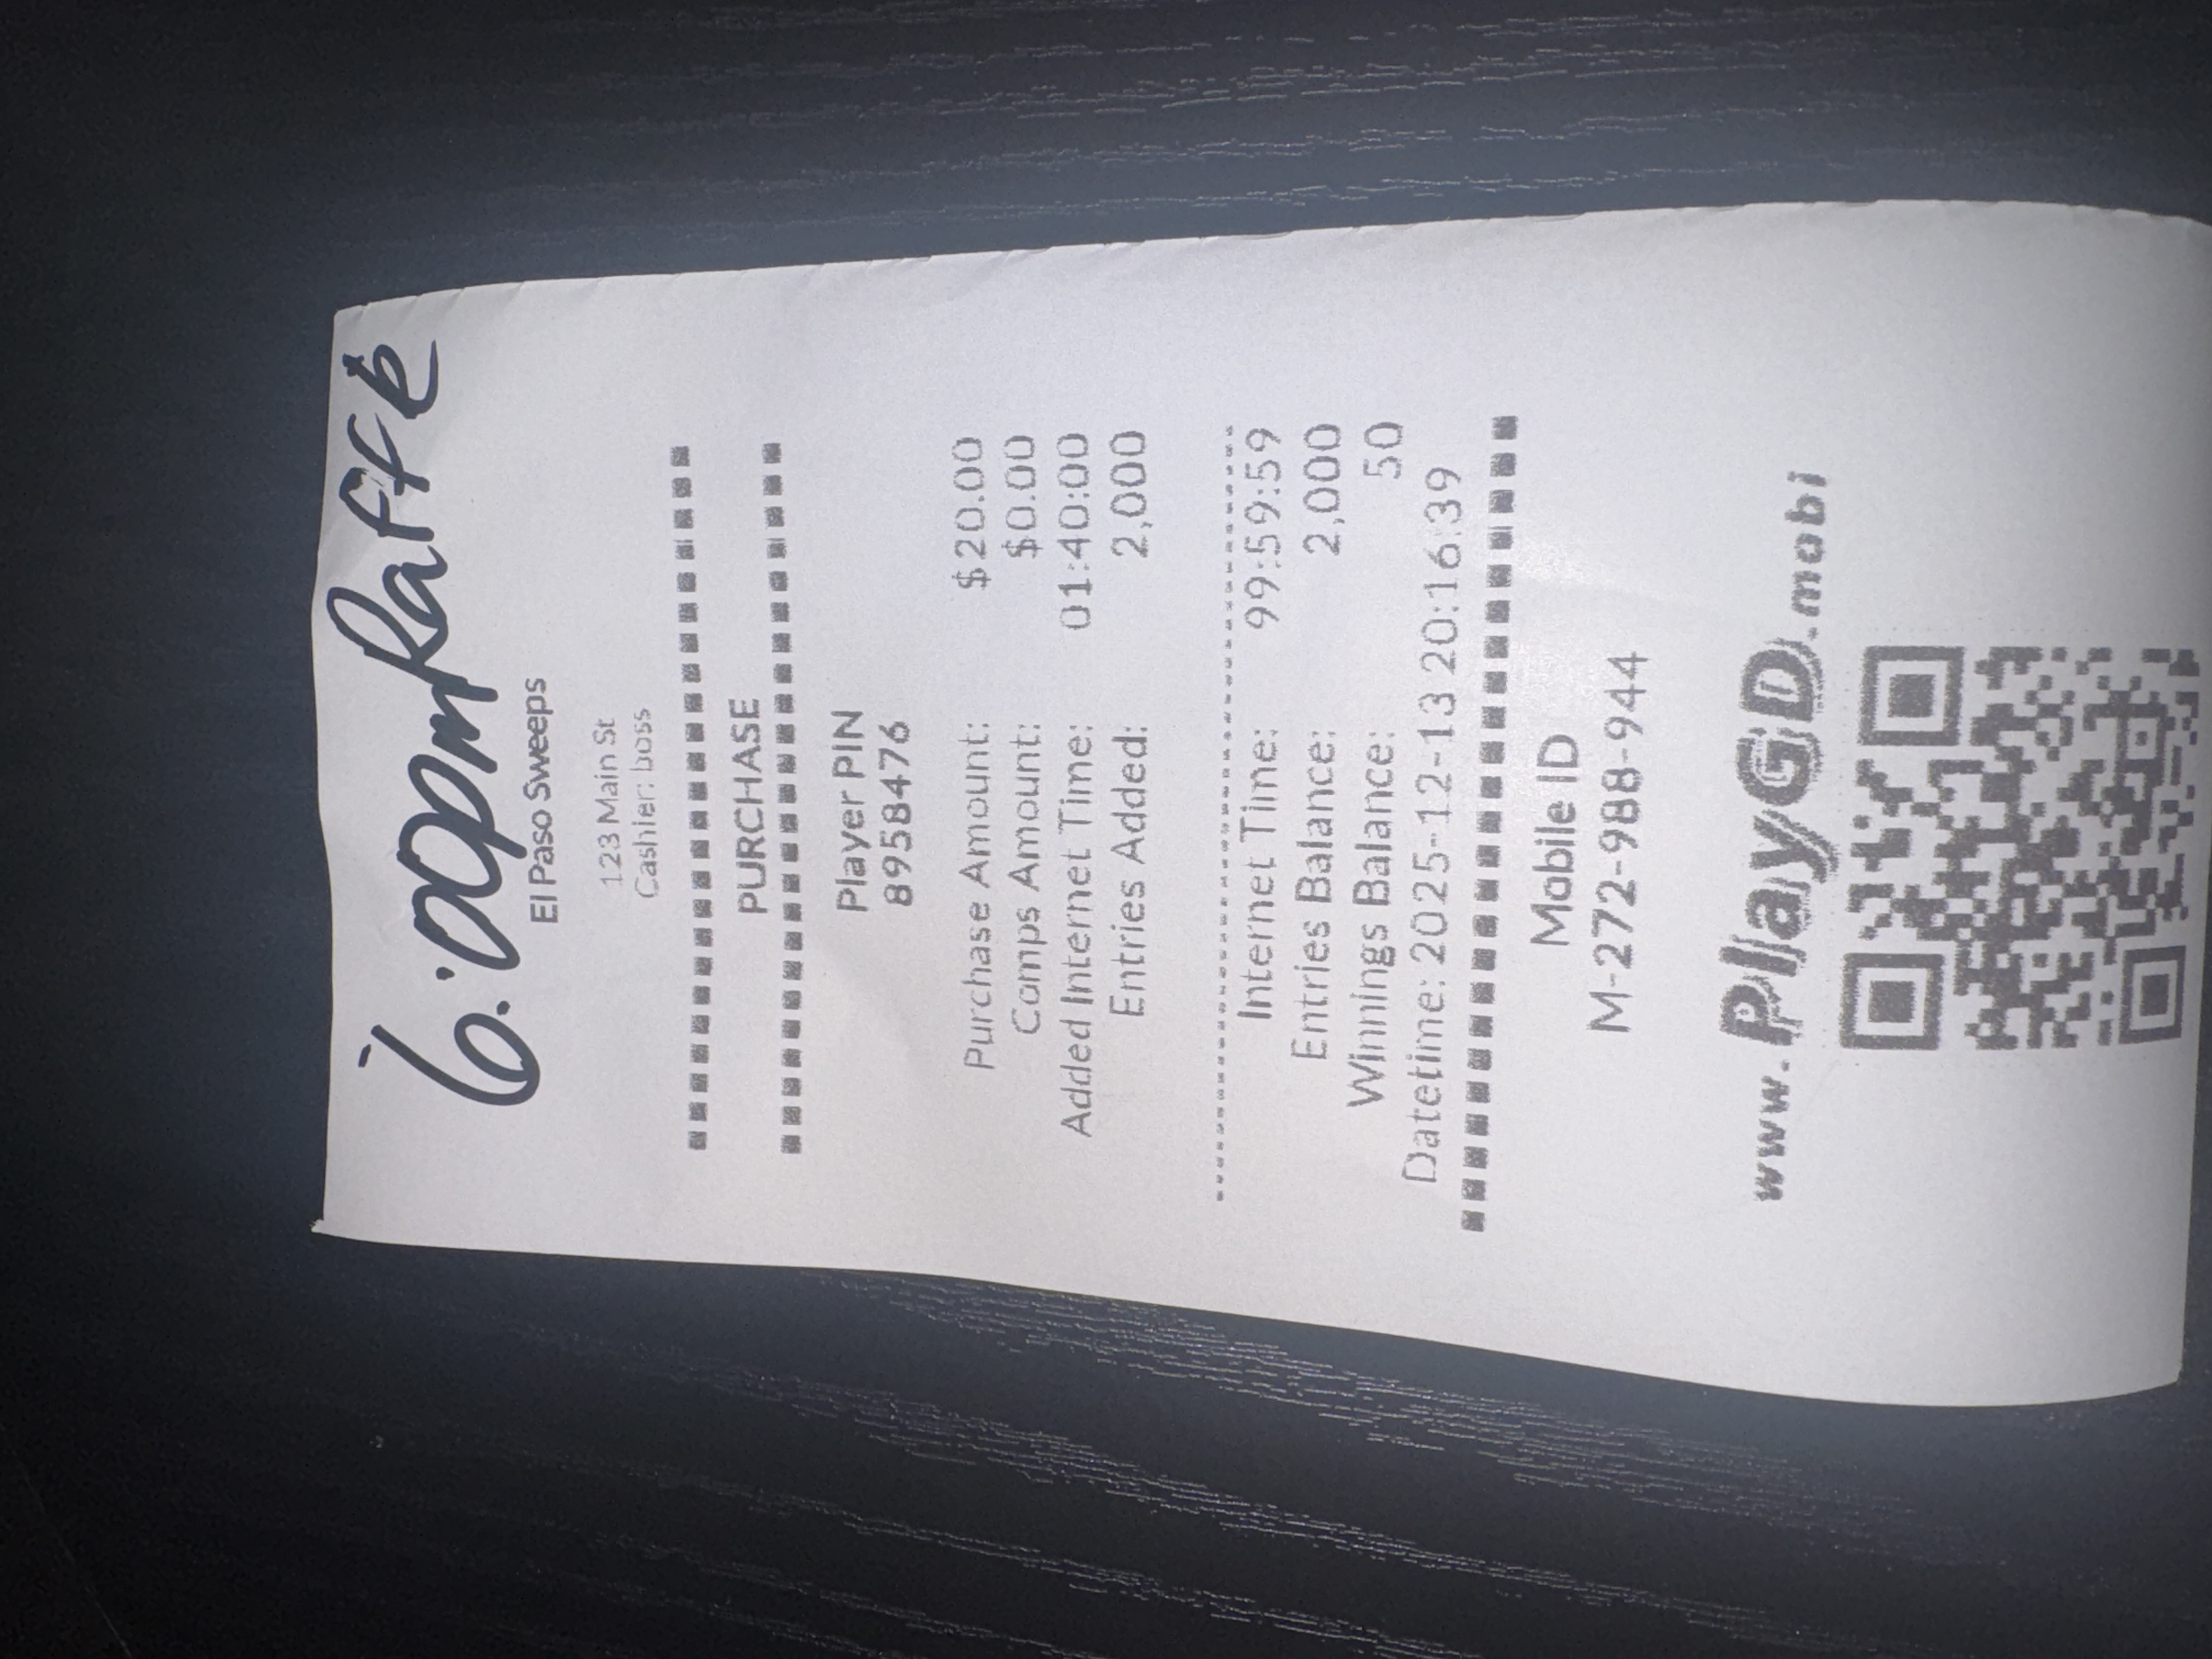 6:00pm Raffle
El Paso Sweeps
123 Main St
Cashier: boss
PURCHASE
Player PIN
8958476
Purchase Amount: $20.00
Comps Amount: $0.00
Added Internet Time: 01:40:00
Entries Added: 2,000
Internet Time: 99:59:59
Entries Balance: 2,000
Winnings Balance: 50
Datetime: 2025-12-13 20:16:39
Mobile ID
M-272-988-944
www.PlayGD.mobi